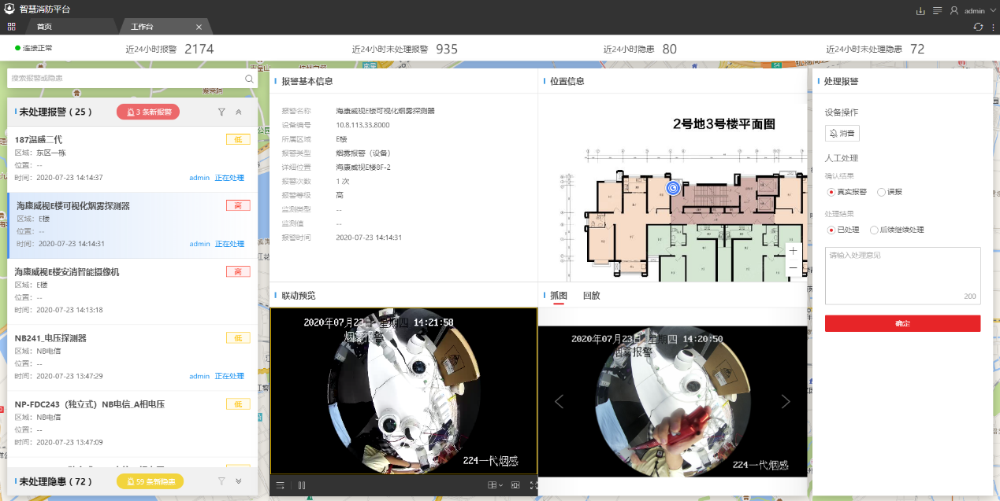 智慧消防平台
admin
首页
工作台
连接正常
近24小时报警 2174
近24小时未处理报警 935
近24小时隐患 80
近24小时未处理隐患 72
搜索报警或隐患
未处理报警 ( 25 )
3 条新报警
187温感二代
低
区域: 东区一栋
位置: --
时间: 2020-07-23 14:14:37
admin 正在处理
海康威视E楼可视化烟雾探测器
高
区域: E楼
位置: --
时间: 2020-07-23 14:14:31
admin 正在处理
海康威视E楼安消智能摄像机
高
区域: E楼
位置: --
时间: 2020-07-23 14:13:18
NB241_电压探测器
低
区域: NB电信
位置: --
时间: 2020-07-23 13:47:29
admin 正在处理
NP-FDC243（独立式）NB电信_A相电压
低
区域: NB电信
位置: --
时间: 2020-07-23 13:47:09
未处理隐患 ( 72 )
59 条新隐患
报警基本信息
报警名称 海康威视E楼可视化烟雾探测器
设备编号 10.8.113.33.8000
所属区域 E楼
报警类型 烟雾报警（设备）
详细位置 海康威视E楼8F-2
报警次数 1 次
报警等级 高
监测类型 --
监测值 --
报警时间 2020-07-23 14:14:31
位置信息
2号地3号楼平面图
联动预览
2020年07月23日 星期四 14:21:58
烟雾报警
224一代烟感
抓图
回放
2020年07月23日 星期四 14:20:50
烟雾报警
224一代烟感
处理报警
设备操作
消音
人工处理
确认结果
真实报警
误报
处理结果
已处理
后续继续处理
请输入处理意见
200
确定